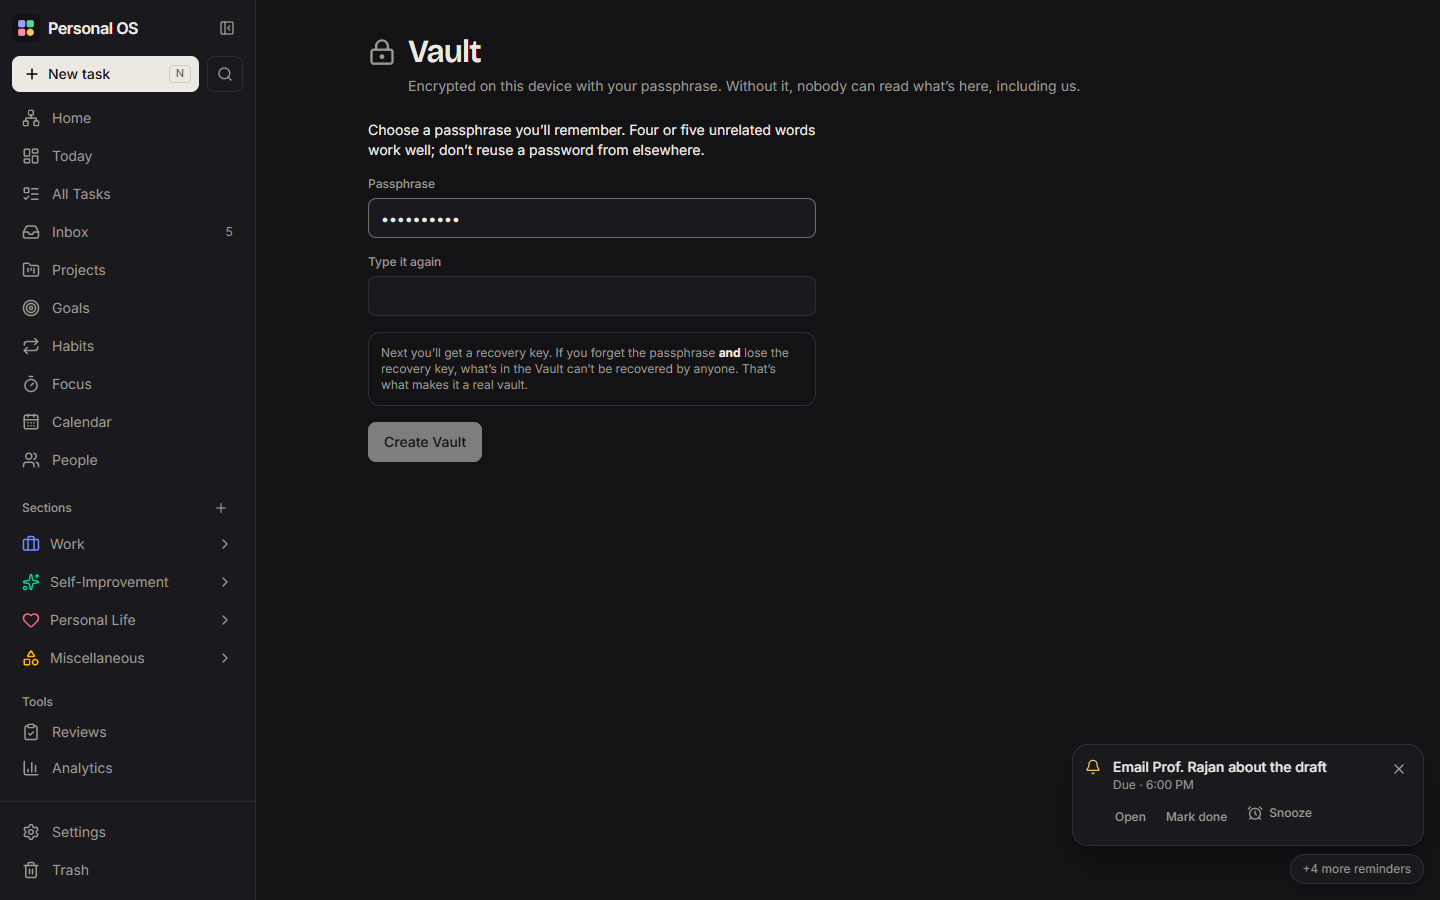 Personal OS
New task
N
Home
Today
All Tasks
Inbox
5
Projects
Goals
Habits
Focus
Calendar
People
Sections
Work
Self-Improvement
Personal Life
Miscellaneous
Tools
Reviews
Analytics
Settings
Trash
Vault
Encrypted on this device with your passphrase. Without it, nobody can read what’s here, including us.
Choose a passphrase you’ll remember. Four or five unrelated words
work well; don’t reuse a password from elsewhere.
Passphrase
••••••••••
Type it again
Next you’ll get a recovery key. If you forget the passphrase and lose the
recovery key, what’s in the Vault can’t be recovered by anyone. That’s
what makes it a real vault.
Create Vault
Email Prof. Rajan about the draft
Due · 6:00 PM
Open
Mark done
Snooze
+4 more reminders